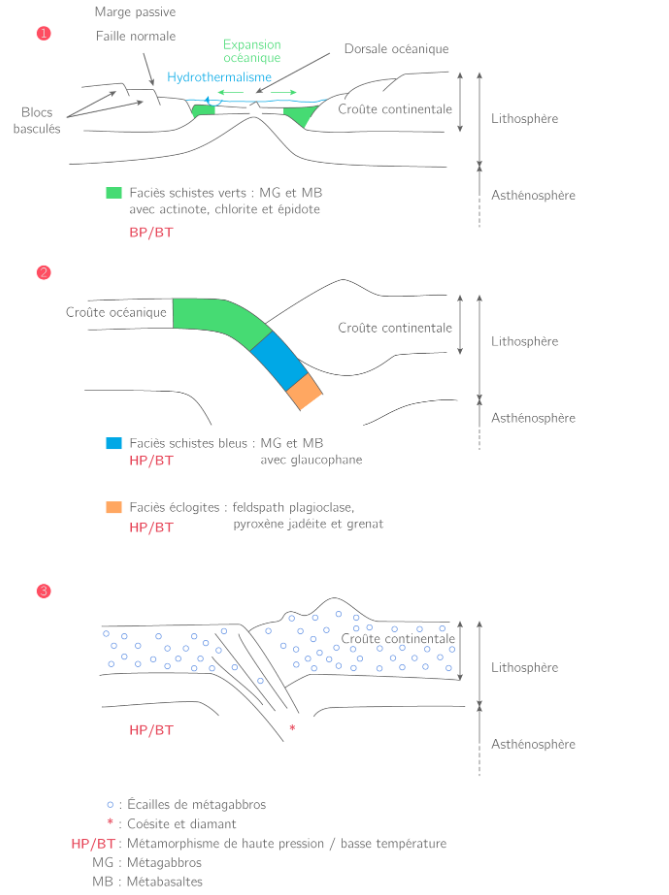 Marge passive
1
Faille normale
Expansion
océanique
Dorsale océanique
Hydrothermalisme
Blocs
basculés
Croûte continentale
Lithosphère
Asthénosphère
Faciès schistes verts : MG et MB
avec actinote, chlorite et épidote
BP/BT
2
Croûte océanique
Croûte continentale
Lithosphère
Asthénosphère
Faciès schistes bleus : MG et MB
avec glaucophane
HP/BT
Faciès éclogites : feldspath plagioclase,
pyroxène jadéite et grenat
HP/BT
3
Croûte continentale
Lithosphère
HP/BT
*
Asthénosphère
: Écailles de métagabbros
* : Coésite et diamant
HP/BT : Métamorphisme de haute pression / basse température
MG : Métagabbros
MB : Métabasaltes